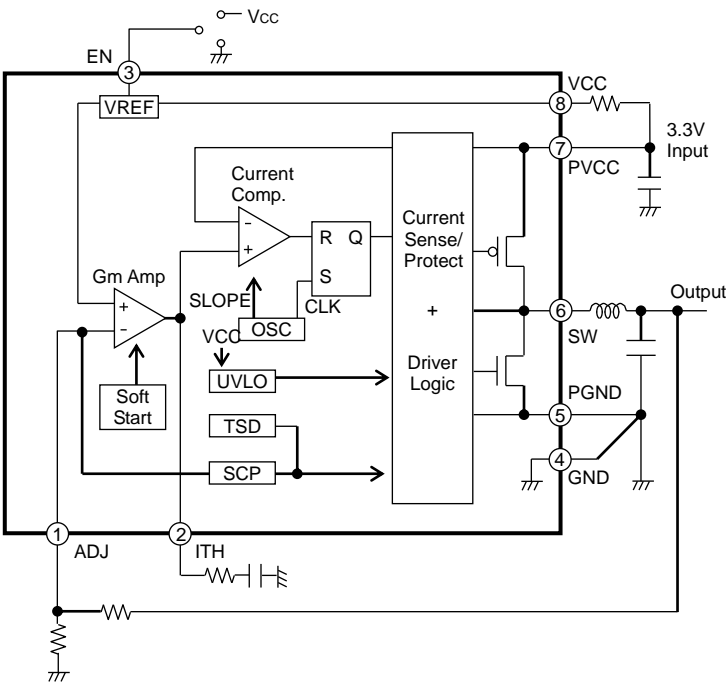 VCC
EN
3
VREF
VCC
8
3.3V
Input
7
PVCC
Current
Comp.
-
+
R Q
S
Current
Sense/
Protect
+
Driver
Logic
Gm Amp
+
-
SLOPE
CLK
OSC
VCC
UVLO
Soft
Start
TSD
SCP
Output
6
SW
PGND
5
4
GND
1
ADJ
2
ITH